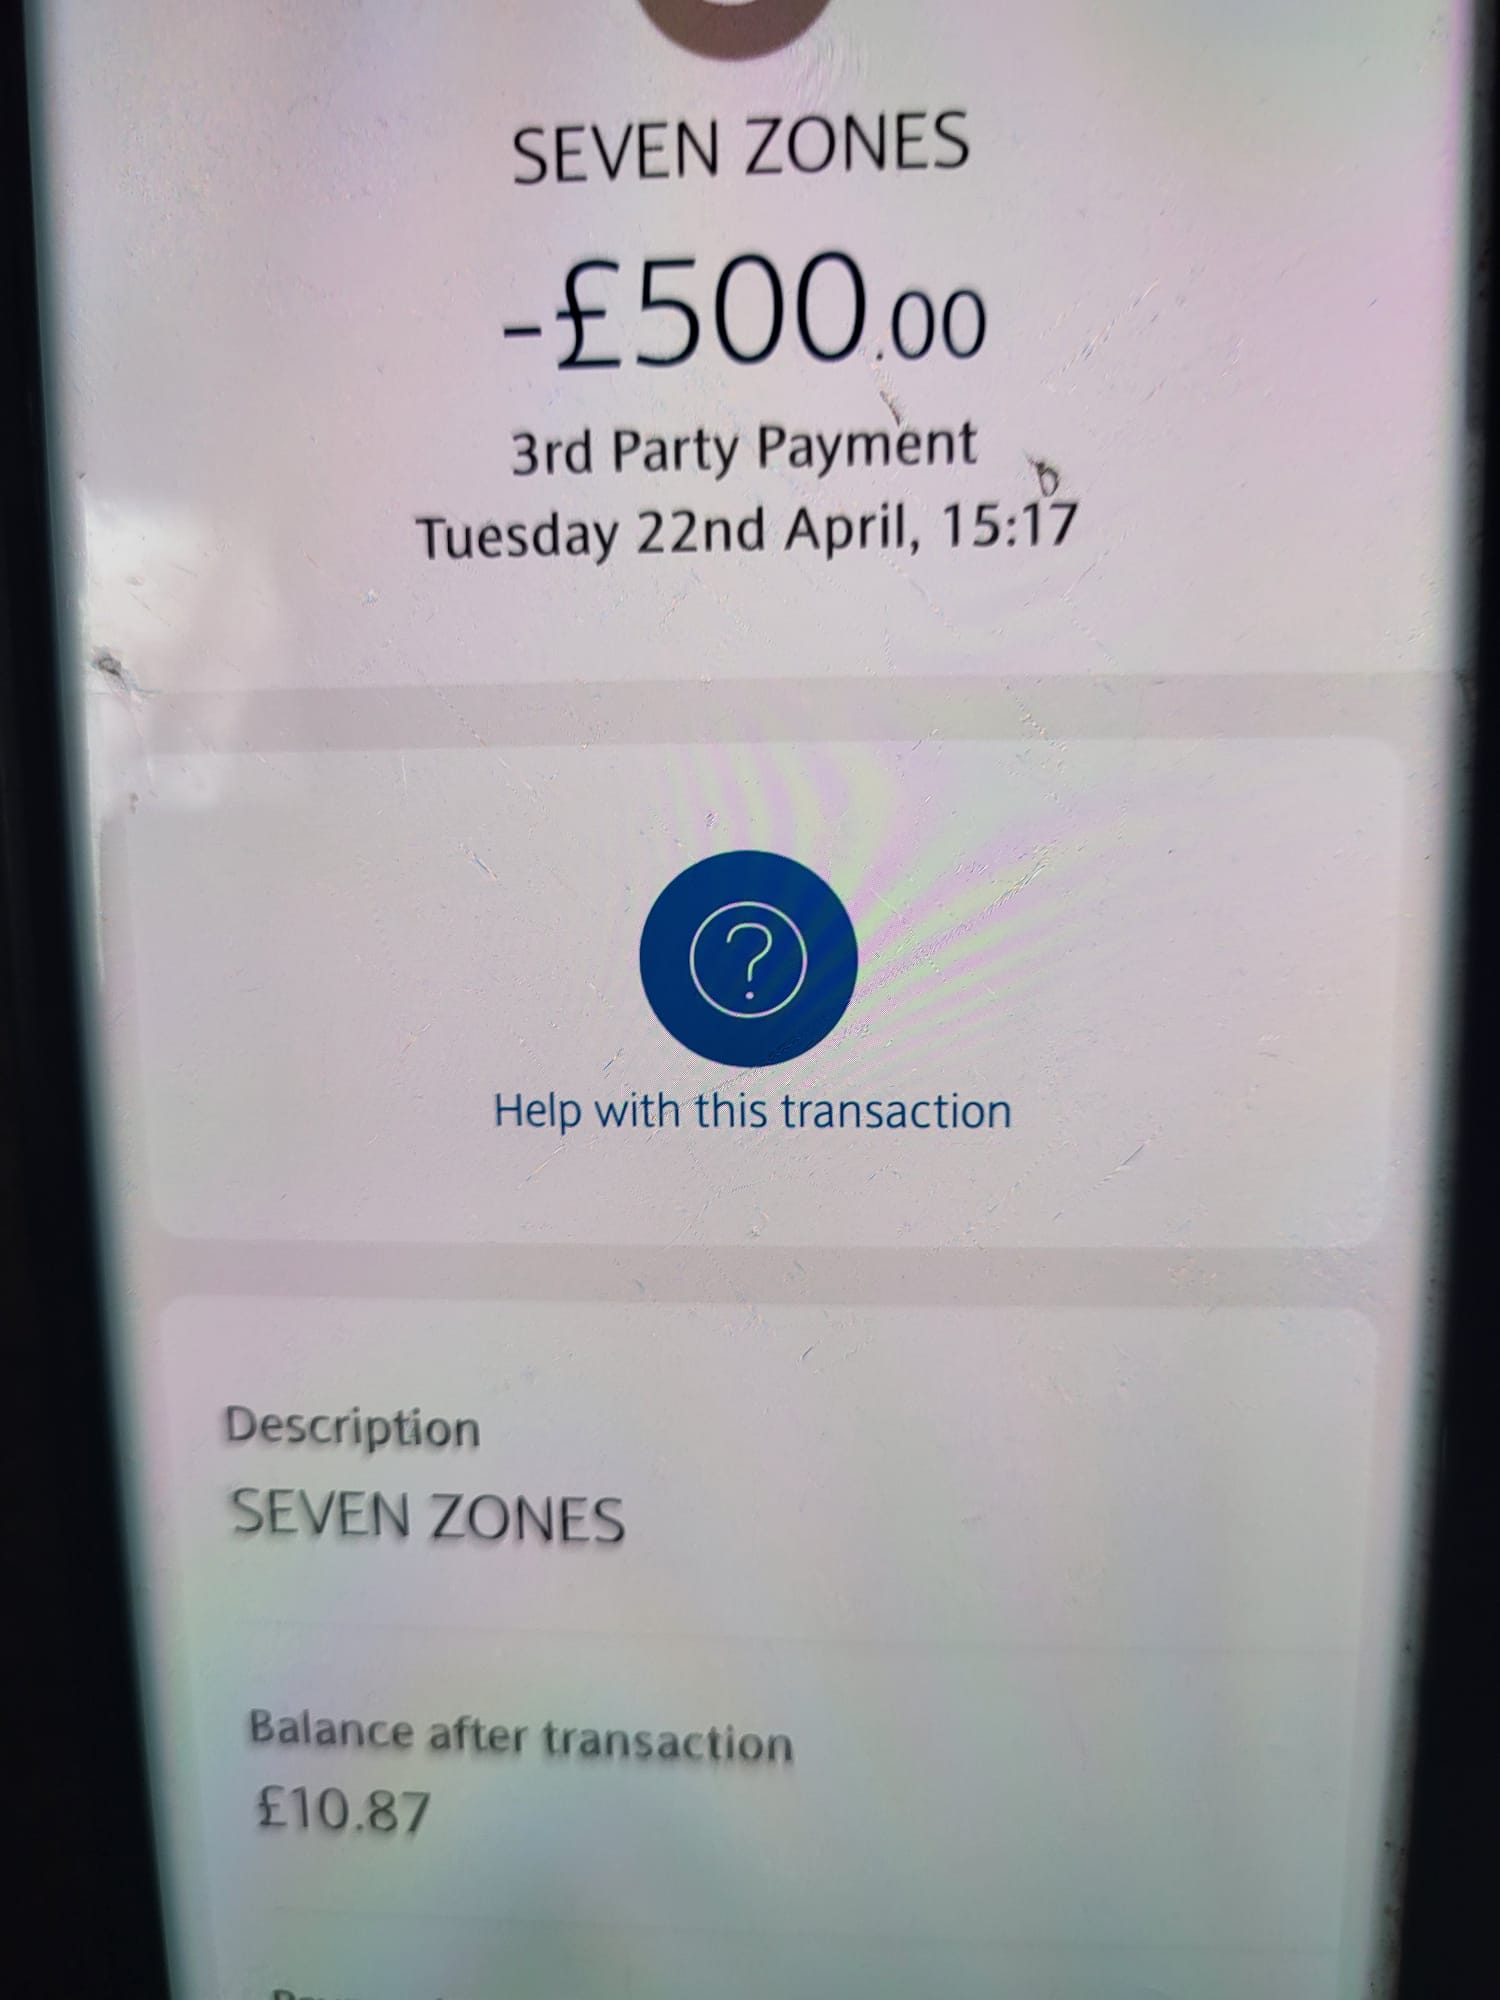 SEVEN ZONES
-£500.00
3rd Party Payment
Tuesday 22nd April, 15:17
?
Help with this transaction
Description
SEVEN ZONES
Balance after transaction
£10.87